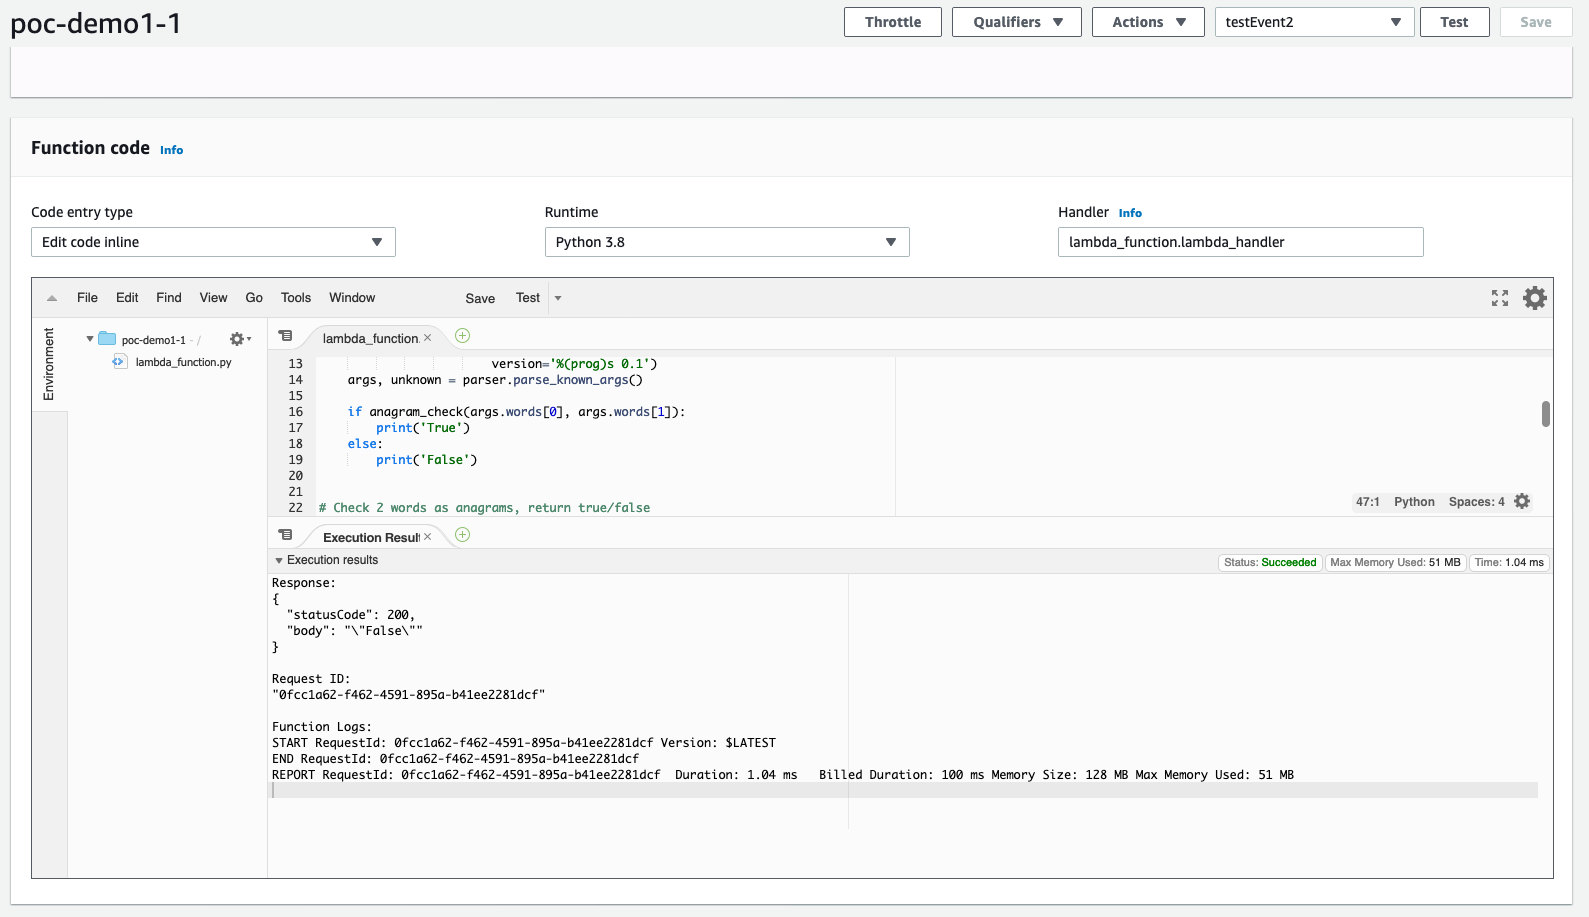 poc-demo1-1
Throttle
Qualifiers
Actions
testEvent2
Test
Save
Function code Info
Code entry type
Runtime
Handler Info
Edit code inline
Python 3.8
lambda_function.lambda_handler
File Edit Find View Go Tools Window Save Test
Environment
poc-demo1-1 - /
lambda_function.py
lambda_function.
13 version='%(prog)s 0.1')
14 args, unknown = parser.parse_known_args()
15
16 if anagram_check(args.words[0], args.words[1]):
17 print('True')
18 else:
19 print('False')
20
21
22 # Check 2 words as anagrams, return true/false
47:1 Python Spaces: 4
Execution Resul
Execution results
Status: Succeeded Max Memory Used: 51 MB Time: 1.04 ms
Response:
{
"statusCode": 200,
"body": "\"False\""
}
Request ID:
"0fcc1a62-f462-4591-895a-b41ee2281dcf"
Function Logs:
START RequestId: 0fcc1a62-f462-4591-895a-b41ee2281dcf Version: $LATEST
END RequestId: 0fcc1a62-f462-4591-895a-b41ee2281dcf
REPORT RequestId: 0fcc1a62-f462-4591-895a-b41ee2281dcf Duration: 1.04 ms Billed Duration: 100 ms Memory Size: 128 MB Max Memory Used: 51 MB